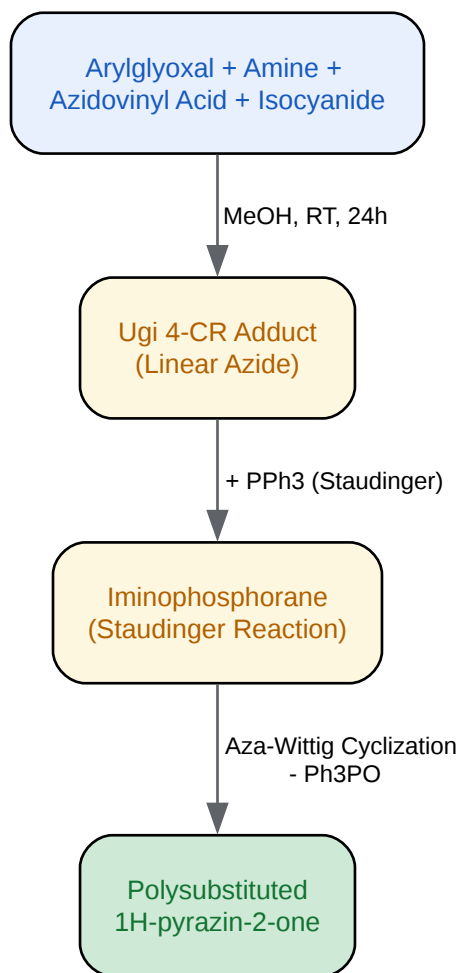 Arylglyoxal + Amine +
Azidovinyl Acid + Isocyanide
MeOH, RT, 24h
Ugi 4-CR Adduct
(Linear Azide)
+ PPh3 (Staudinger)
Iminophosphorane
(Staudinger Reaction)
Aza-Wittig Cyclization
- Ph3PO
Polysubstituted
1H-pyrazin-2-one